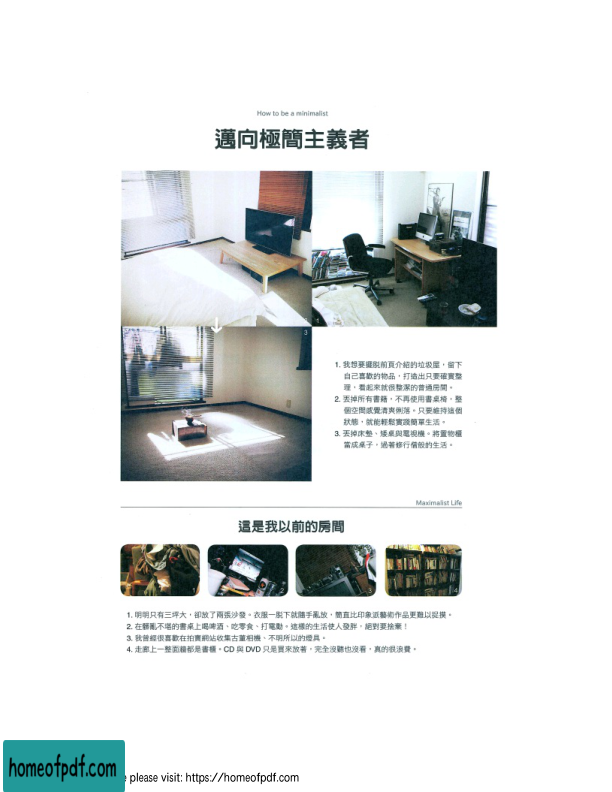 How to be a minimalist
邁向極簡主義者
1
3
1. 我想要擺脫前頁介紹的垃圾屋，留下
自己喜歡的物品，打造出只要確實整
理，看起來就很整潔的普通房間。
2. 丟掉所有書籍，不再使用書桌椅，整
個空間感覺清爽俐落。只要維持這個
狀態，就能輕鬆實踐簡單生活。
3. 丟掉床墊、矮桌與電視機。將置物櫃
當成桌子，過著修行僧般的生活。
Maximalist Life
這是我以前的房間
1
3
4
1. 明明只有三坪大，卻放了兩張沙發。衣服一脫下就隨手亂放，簡直比印象派藝術作品更難以捉摸。
2. 在髒亂不堪的書桌上喝啤酒、吃零食、打電動。這樣的生活使人發胖，絕對要捨棄！
3. 我曾經很喜歡在拍賣網站收集古董相機、不明所以的燈具。
4. 走廊上一整面牆都是書櫃。CD 與 DVD 只是買來放著，完全沒聽也沒看，真的很浪費。
homeofpdf.com
e please visit: https://homeofpdf.com